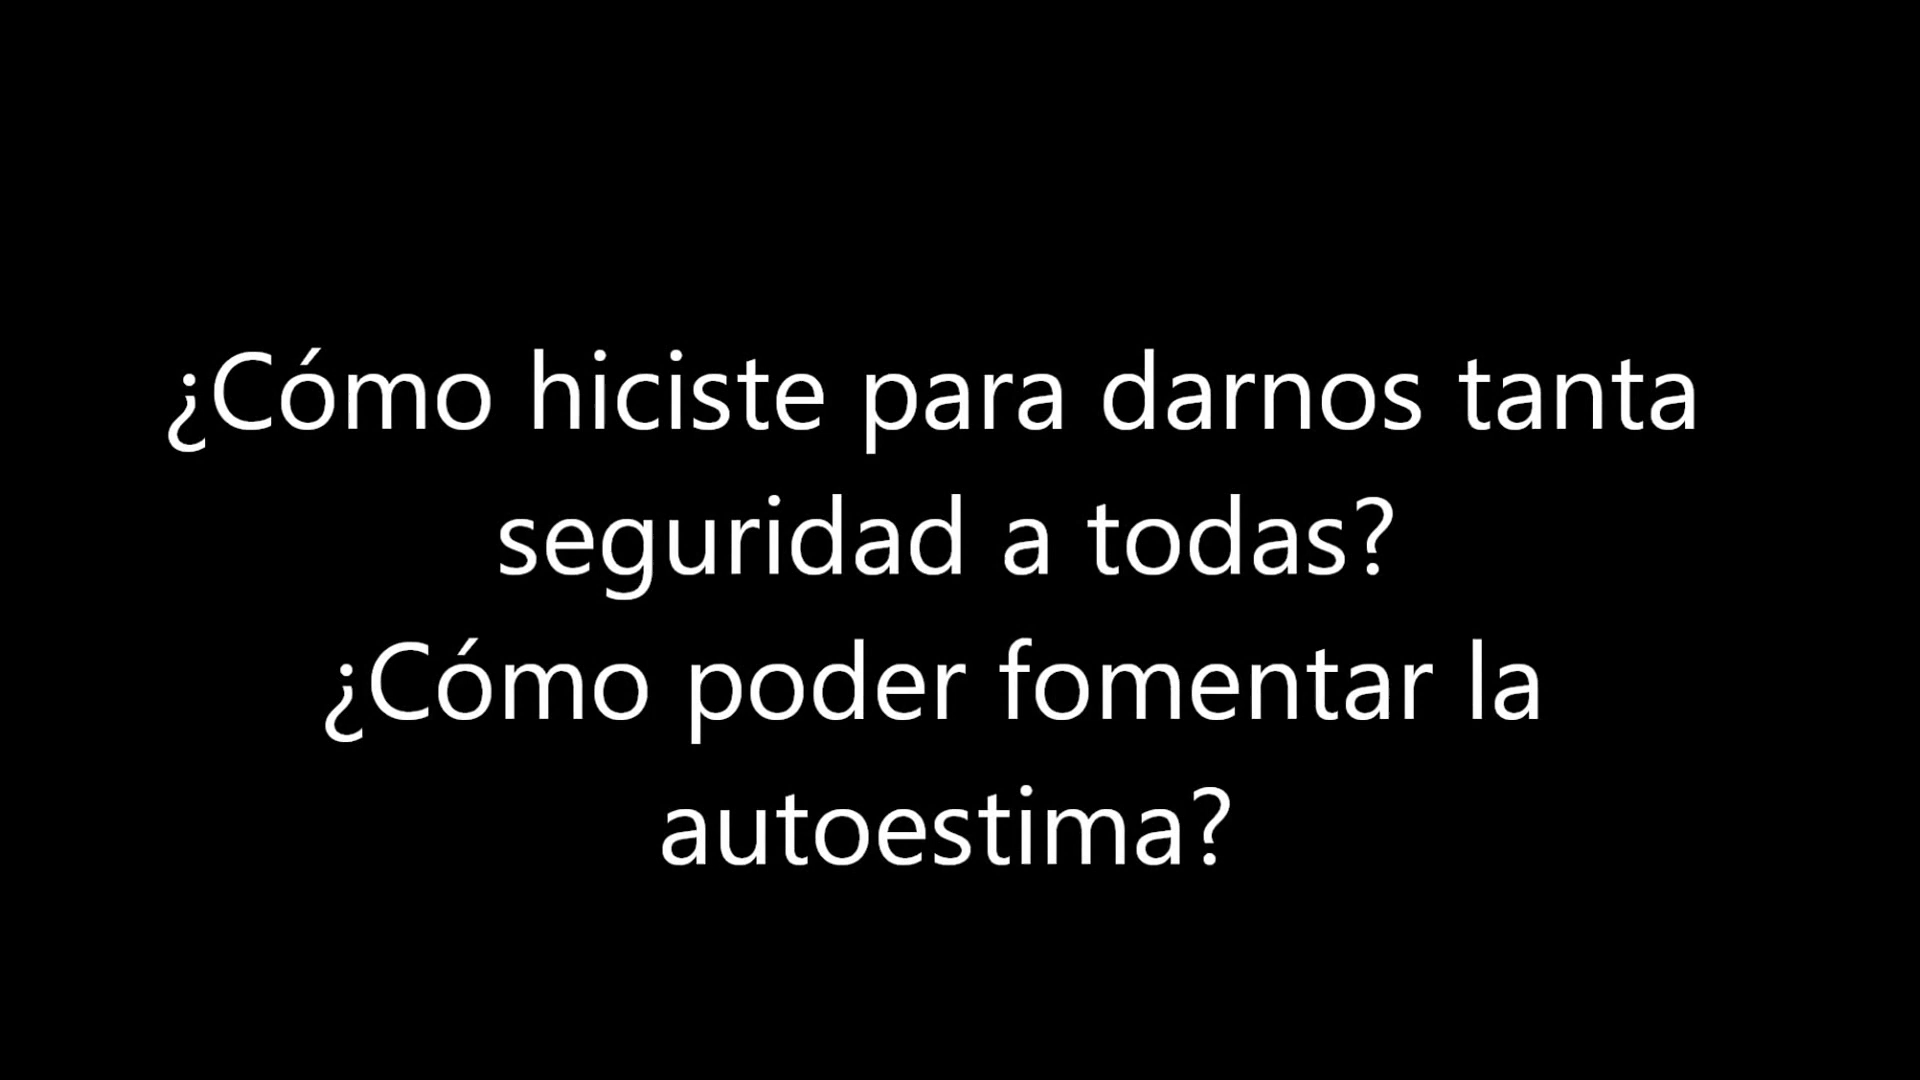 ¿Cómo hiciste para darnos tanta
seguridad a todas?
¿Cómo poder fomentar la
autoestima?